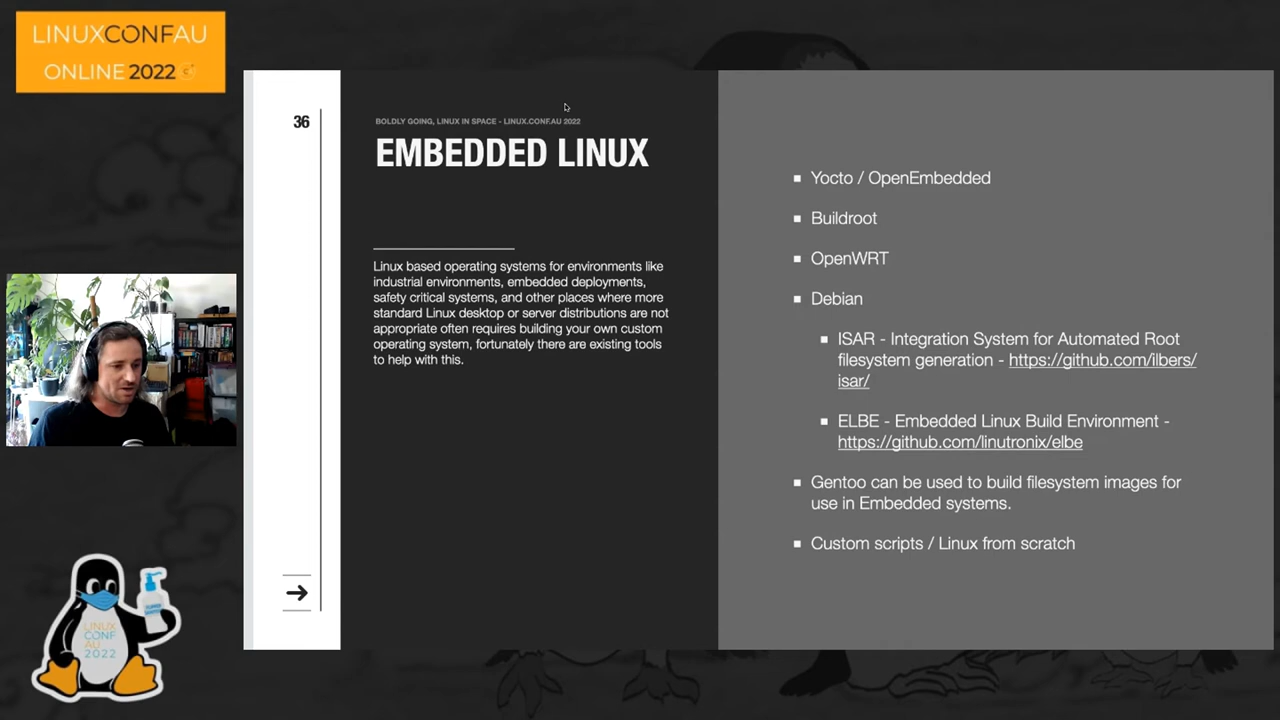 LINUXCONFAU
ONLINE 2022
36
BOLDLY GOING, LINUX IN SPACE - LINUX.CONF.AU 2022
EMBEDDED LINUX
Linux based operating systems for environments like
industrial environments, embedded deployments,
safety critical systems, and other places where more
standard Linux desktop or server distributions are not
appropriate often requires building your own custom
operating system, fortunately there are existing tools
to help with this.
▪ Yocto / OpenEmbedded
▪ Buildroot
▪ OpenWRT
▪ Debian
▪ ISAR - Integration System for Automated Root
filesystem generation - https://github.com/ilbers/
isar/
▪ ELBE - Embedded Linux Build Environment -
https://github.com/linutronix/elbe
▪ Gentoo can be used to build filesystem images for
use in Embedded systems.
▪ Custom scripts / Linux from scratch
LINUX
CONF
AU
2022